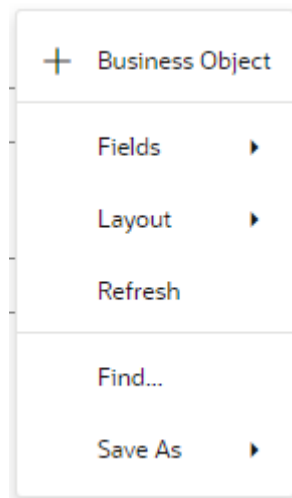 Business Object
Fields
Layout
Refresh
Find...
Save As